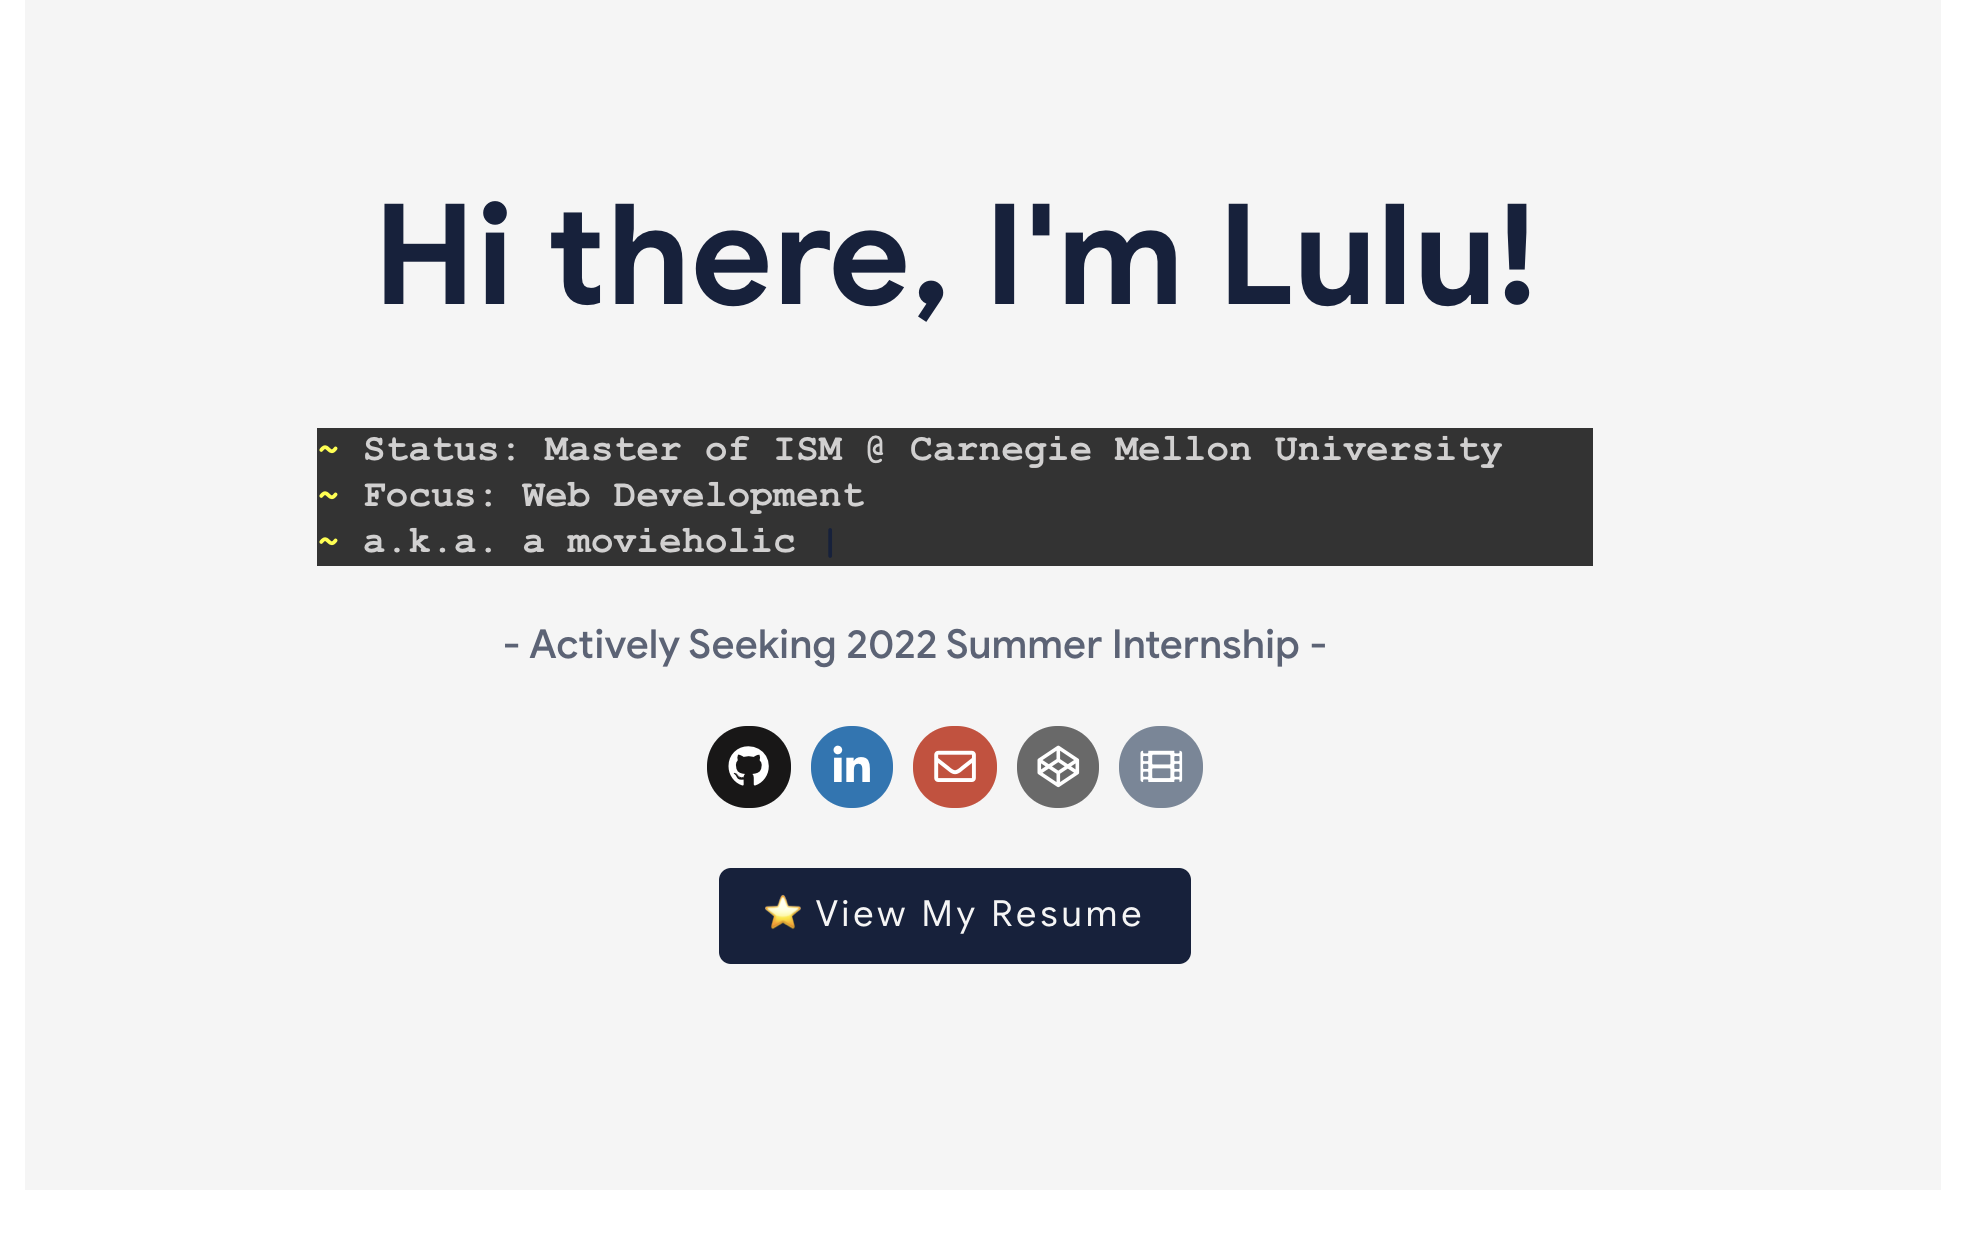 Hi there, I'm Lulu!
~ Status: Master of ISM @ Carnegie Mellon University
~ Focus: Web Development
~ a.k.a. a movieholic |
- Actively Seeking 2022 Summer Internship -
in
⭐ View My Resume